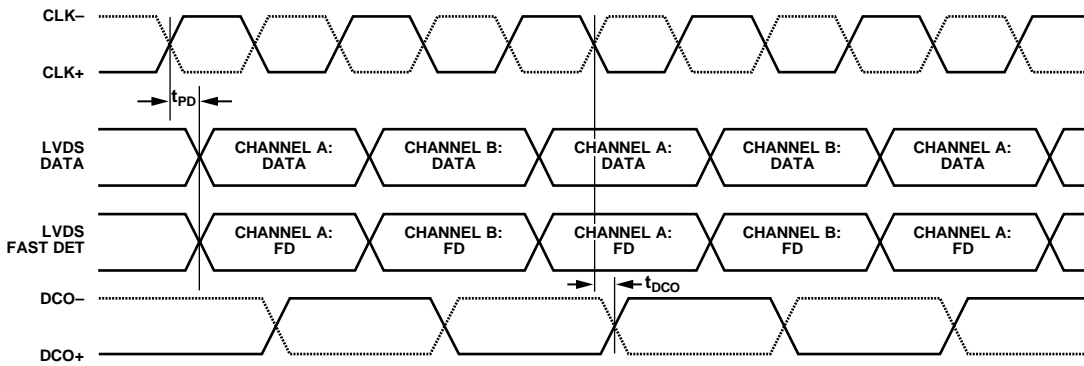 CLK–
CLK+
tPD
LVDS
DATA
CHANNEL A:
DATA
CHANNEL B:
DATA
CHANNEL A:
DATA
CHANNEL B:
DATA
CHANNEL A:
DATA
LVDS
FAST DET
CHANNEL A:
FD
CHANNEL B:
FD
CHANNEL A:
FD
CHANNEL B:
FD
CHANNEL A:
FD
tDCO
DCO–
DCO+